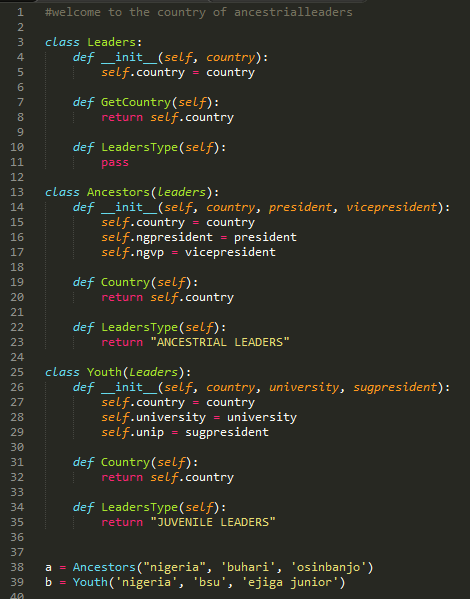 1 #welcome to the country of ancestrialleaders
2
3 class Leaders:
4     def __init__(self, country):
5         self.country = country
6
7     def GetCountry(self):
8         return self.country
9
10     def LeadersType(self):
11         pass
12
13 class Ancestors(leaders):
14     def __init__(self, country, president, vicepresident):
15         self.country = country
16         self.ngpresident = president
17         self.ngvp = vicepresident
18
19     def Country(self):
20         return self.country
21
22     def LeadersType(self):
23         return "ANCESTRIAL LEADERS"
24
25 class Youth(Leaders):
26     def __init__(self, country, university, sugpresident):
27         self.country = country
28         self.university = university
29         self.unip = sugpresident
30
31     def Country(self):
32         return self.country
33
34     def LeadersType(self):
35         return "JUVENILE LEADERS"
36
37
38 a = Ancestors("nigeria", 'buhari', 'osinbanjo')
39 b = Youth('nigeria', 'bsu', 'ejiga junior')
40